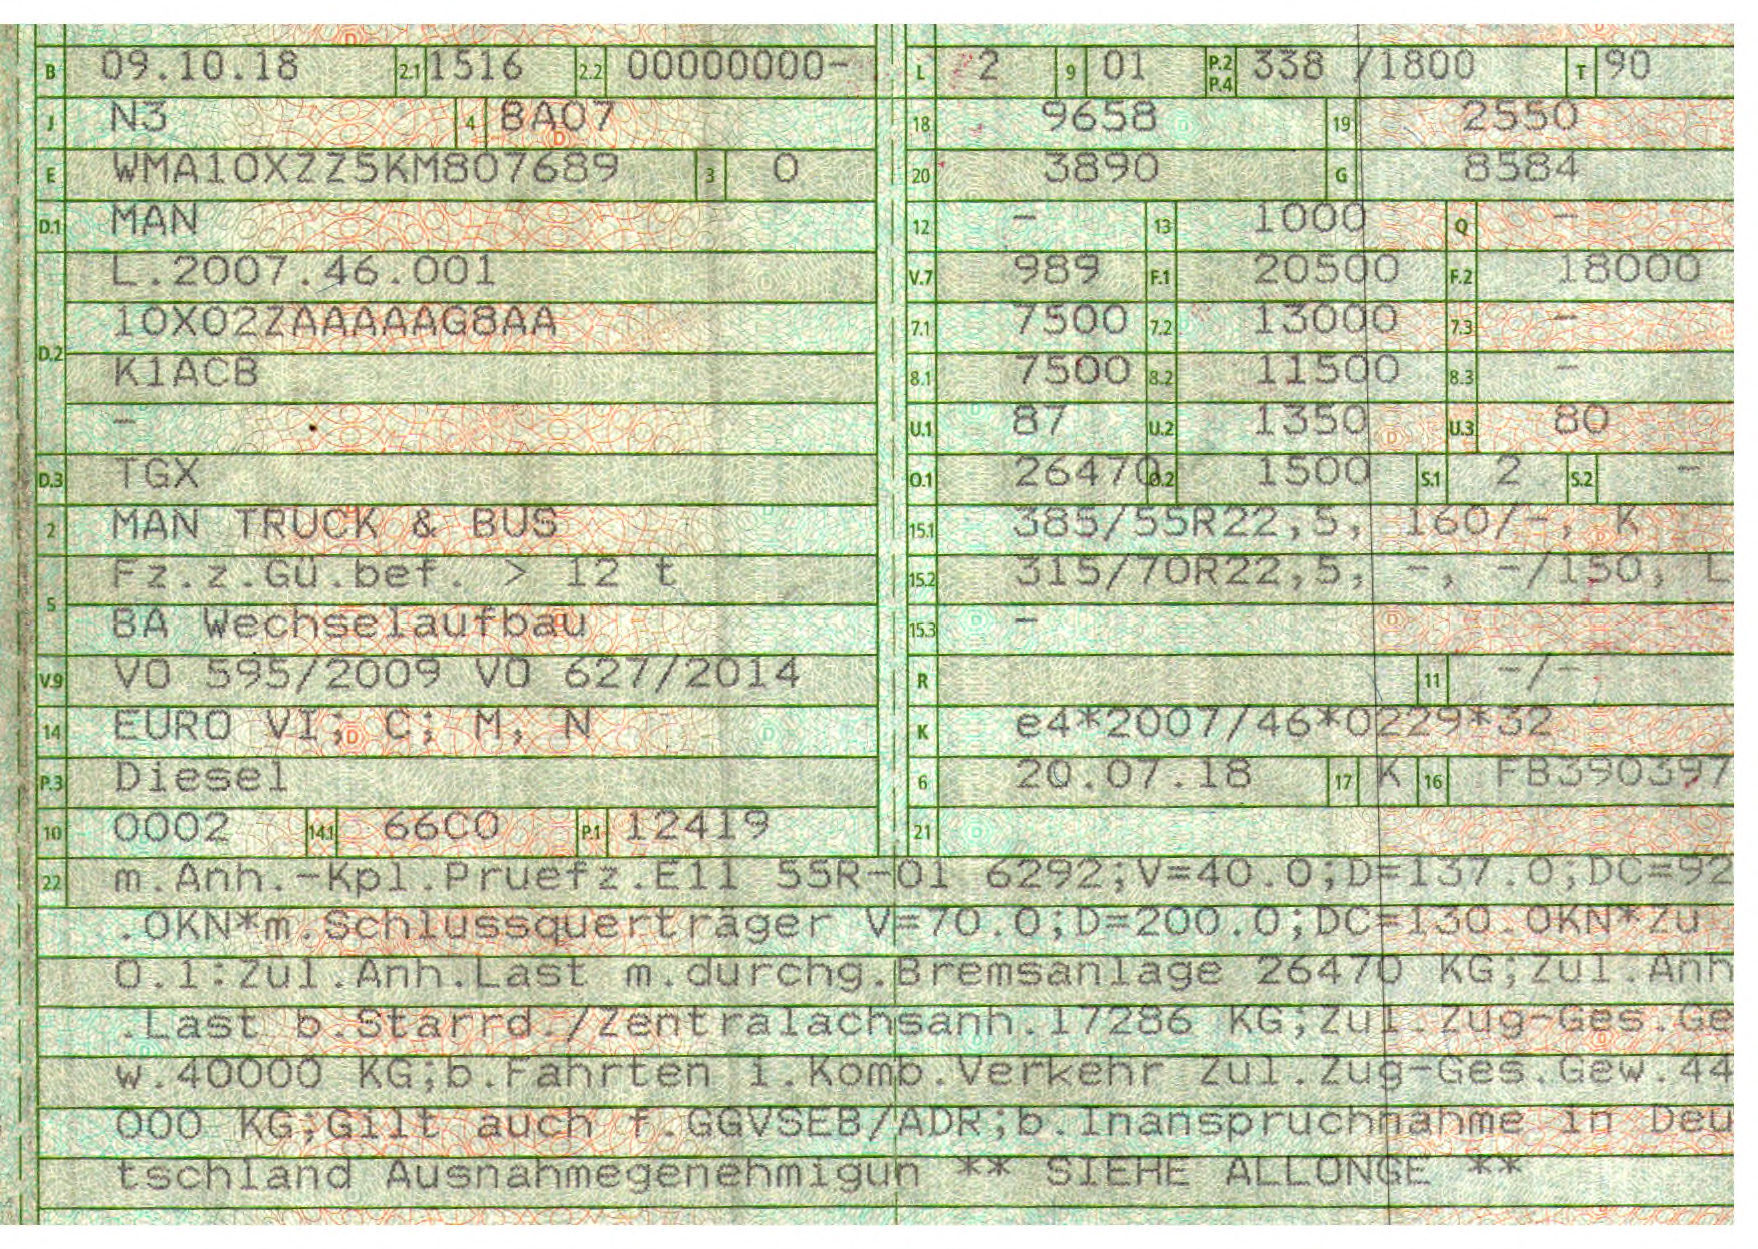 B 09.10.18 2.1 1516 2.2 00000000-
J N3 4 BA07
E WMA10XZZ5KM807689 3 0
D.1 MAN
L.2007.46.001
D.2 10X02ZAAAAAG8AA
K1ACB
-
D.3 TGX
2 MAN TRUCK & BUS
5 Fz.z.Gü.bef. > 12 t
BA Wechselaufbau
V.9 VO 595/2009 VO 627/2014
14 EURO VI; C; M, N
P.3 Diesel
10 0002 14.1 66C0 P.1 12419
L 2 9 01 P.2 P.4 338 /1800 T 90
18 9658 19 2550
20 3890 G 8584
12 - 13 1000 Q -
V.7 989 F.1 20500 F.2 18000
7.1 7500 7.2 13000 7.3 -
8.1 7500 8.2 11500 8.3 -
U.1 87 U.2 1350 U.3 80
O.1 26470 O.2 1500 S.1 2 S.2 -
15.1 385/55R22,5, 160/-, K
15.2 315/70R22,5, -, -/150, L
15.3 -
R 11 -/-
K e4*2007/46*0229*32
6 20.07.18 17 K 16 FB390397
21
22 m.Anh.-Kpl.Pruefz.E11 55R-01 6292;V=40.0;D=137.0;DC=92
.0KN*m.Schlussquerträger V=70.0;D=200.0;DC=130.0KN*Zu
O.1:Zul.Anh.Last m.durchg.Bremsanlage 26470 KG;Zul.Anh
.Last b.Starrd./Zentralachsanh.17286 KG;Zul.Zug-Ges.Ge
w.40000 KG;b.Fahrten i.Komb.Verkehr Zul.Zug-Ges.Gew.44
000 KG;Gilt auch f.GGVSEB/ADR;b.Inanspruchnahme in Deu
tschland Ausnahmegenehmigun ** SIEHE ALLONGE **